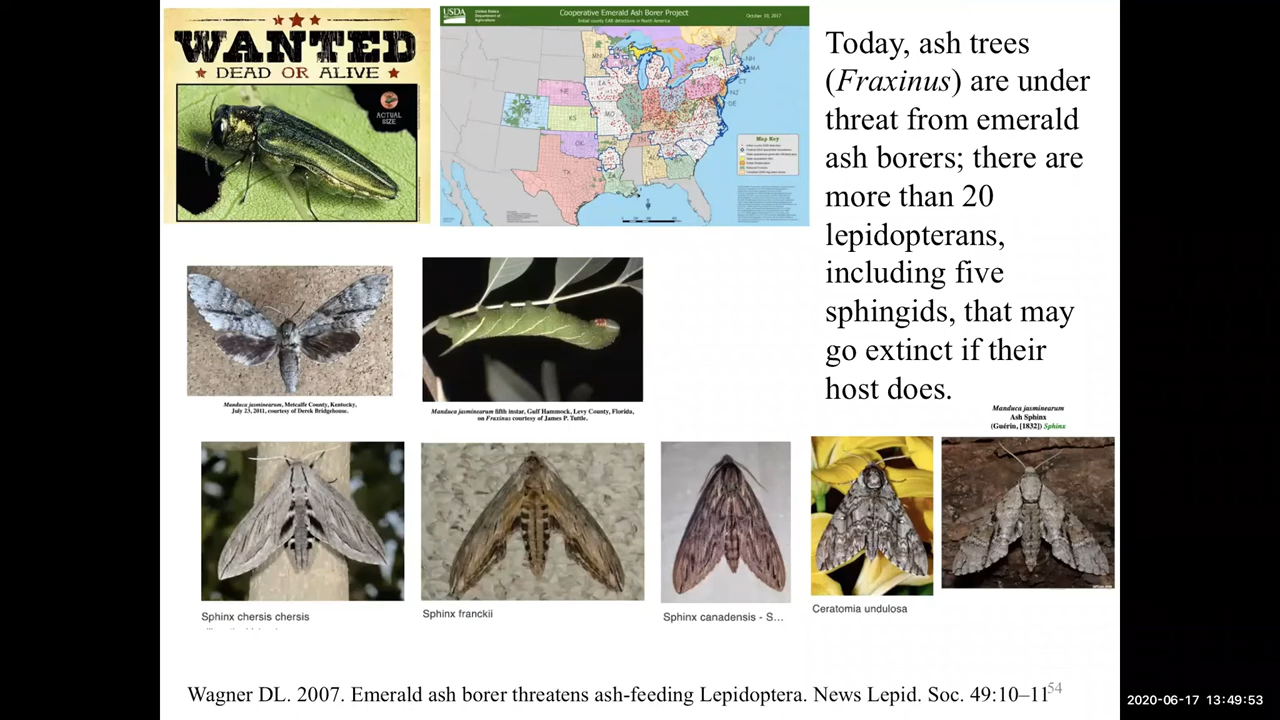 WANTED
DEAD OR ALIVE
ACTUAL
SIZE
USDA
United States
Department of
Agriculture
Cooperative Emerald Ash Borer Project
Initial county EAB detections in North America
October 10, 2017
Map Key
Today, ash trees
(Fraxinus) are under
threat from emerald
ash borers; there are
more than 20
lepidopterans,
including five
sphingids, that may
go extinct if their
host does.
Manduca jasminearum, Metcalfe County, Kentucky,
July 23, 2011, courtesy of Derek Bridgehouse.
Manduca jasminearum fifth instar, Gulf Hammock, Levy County, Florida,
on Fraxinus courtesy of James P. Tuttle.
Manduca jasminearum
Ash Sphinx
(Guérin, [1832]) Sphinx
Sphinx chersis chersis
Sphinx franckii
Sphinx canadensis - S...
Ceratomia undulosa
Wagner DL. 2007. Emerald ash borer threatens ash-feeding Lepidoptera. News Lepid. Soc. 49:10–11
54
2020-06-17 13:49:53